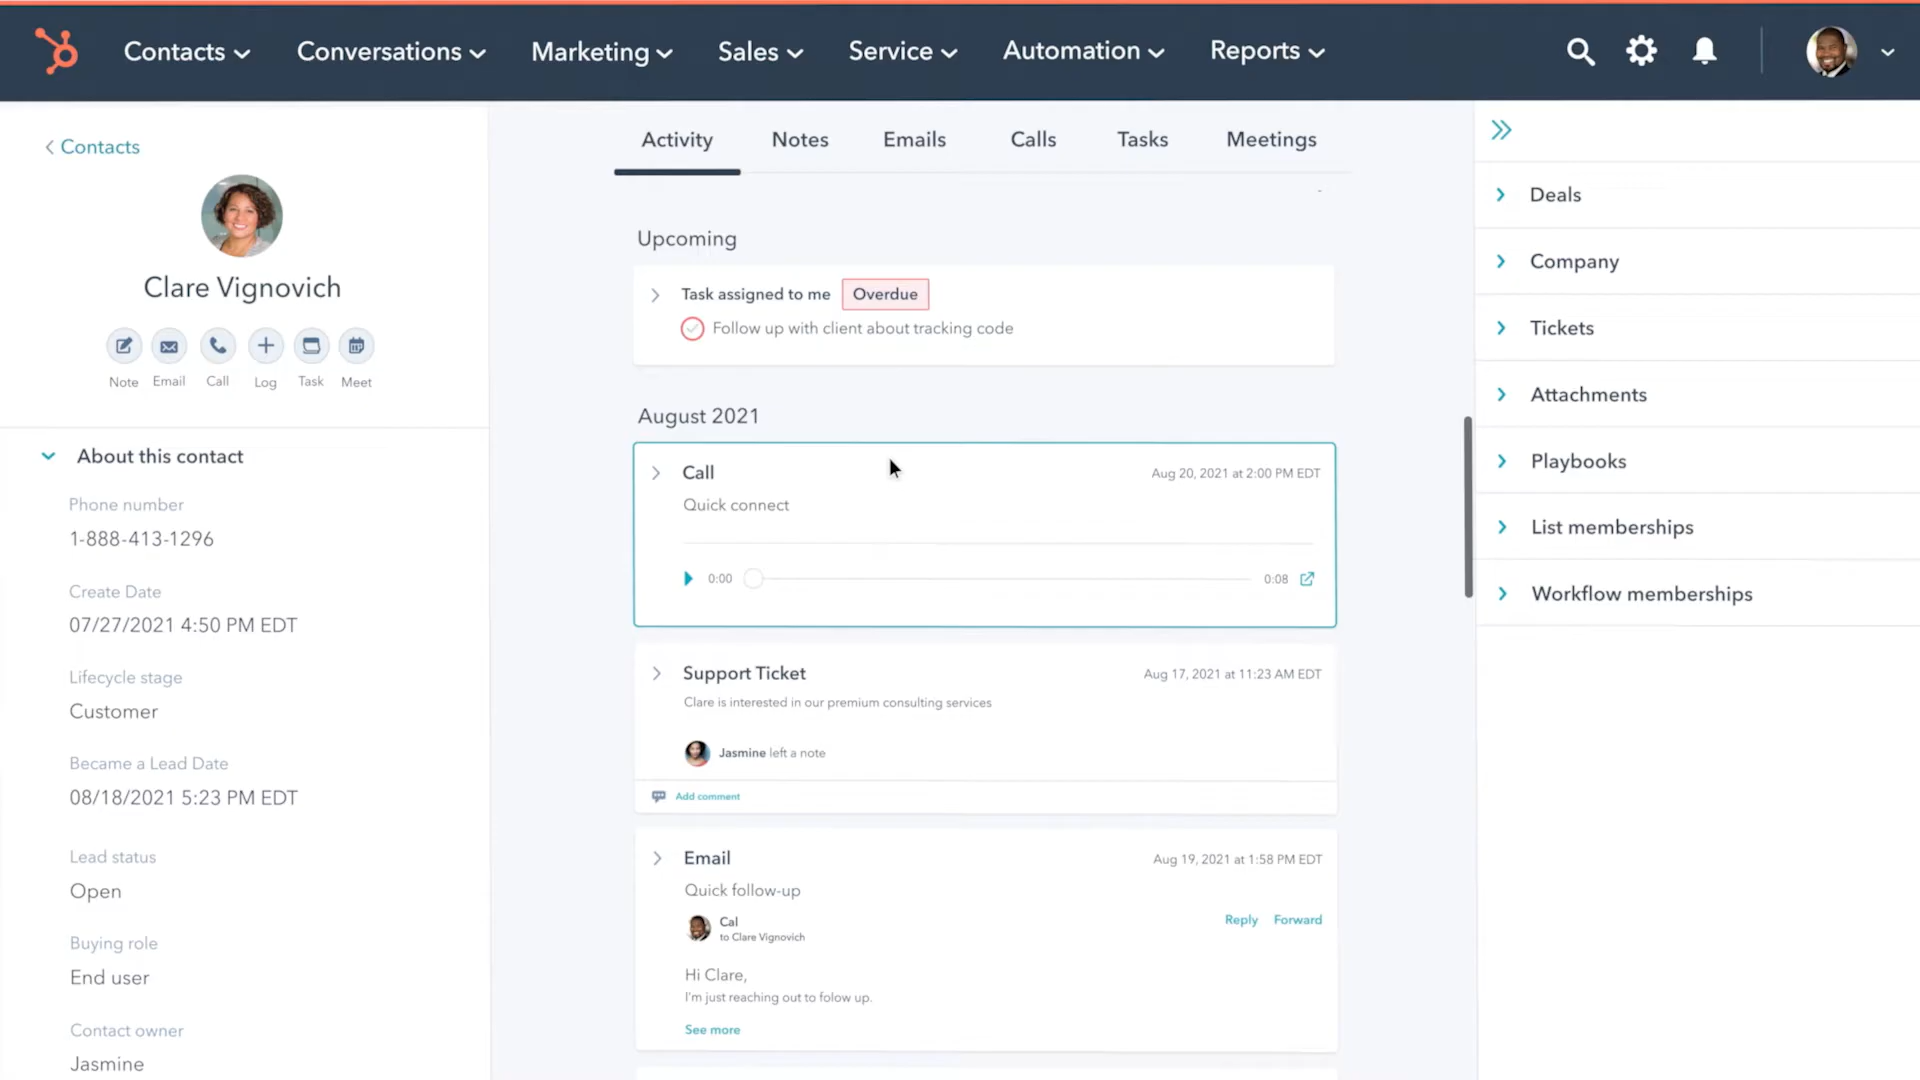 Contacts Conversations Marketing Sales Service Automation Reports
Contacts
Clare Vignovich
Note Email Call Log Task Meet
About this contact
Phone number
1-888-413-1296
Create Date
07/27/2021 4:50 PM EDT
Lifecycle stage
Customer
Became a Lead Date
08/18/2021 5:23 PM EDT
Lead status
Open
Buying role
End user
Contact owner
Jasmine
Activity Notes Emails Calls Tasks Meetings
Upcoming
Task assigned to me Overdue
Follow up with client about tracking code
August 2021
Call Aug 20, 2021 at 2:00 PM EDT
Quick connect
0:00 0:08
Support Ticket Aug 17, 2021 at 11:23 AM EDT
Clare is interested in our premium consulting services
Jasmine left a note
Add comment
Email Aug 19, 2021 at 1:58 PM EDT
Quick follow-up
Cal Reply Forward
to Clare Vignovich
Hi Clare,
I'm just reaching out to folow up.
See more
Deals
Company
Tickets
Attachments
Playbooks
List memberships
Workflow memberships